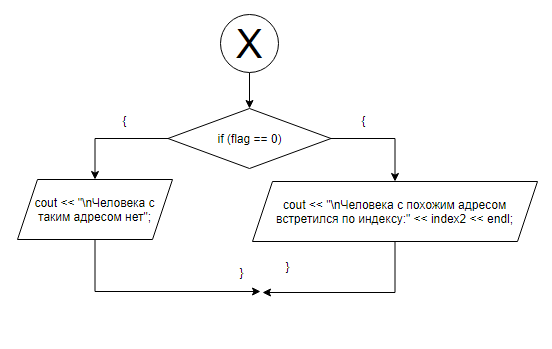 X
{
if (flag == 0)
{
cout << "\nЧеловека с
таким адресом нет";
cout << "\nЧеловека с похожим адресом
встретился по индексу:" << index2 << endl;
}
}